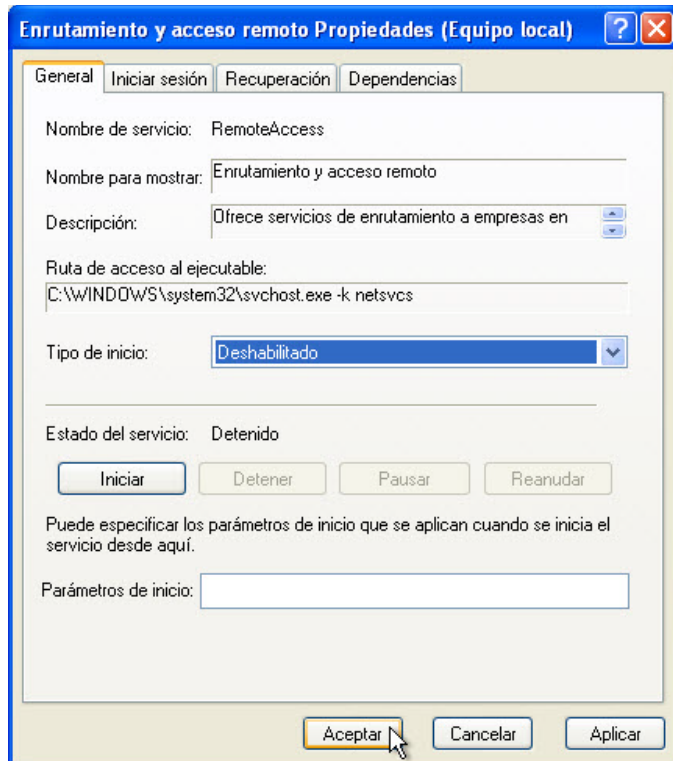 Enrutamiento y acceso remoto Propiedades (Equipo local)
General Iniciar sesión Recuperación Dependencias
Nombre de servicio: RemoteAccess
Nombre para mostrar: Enrutamiento y acceso remoto
Descripción: Ofrece servicios de enrutamiento a empresas en
Ruta de acceso al ejecutable:
C:\WINDOWS\system32\svchost.exe -k netsvcs
Tipo de inicio: Deshabilitado
Estado del servicio: Detenido
Iniciar Detener Pausar Reanudar
Puede especificar los parámetros de inicio que se aplican cuando se inicia el
servicio desde aquí.
Parámetros de inicio:
Aceptar Cancelar Aplicar